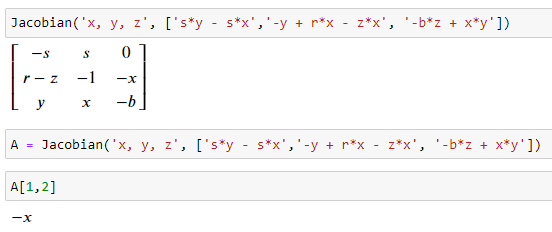 Jacobian('x, y, z', ['s*y - s*x','-y + r*x - z*x', '-b*z + x*y'])
−s s 0
r − z −1 −x
y x −b
A = Jacobian('x, y, z', ['s*y - s*x','-y + r*x - z*x', '-b*z + x*y'])
A[1,2]
−x